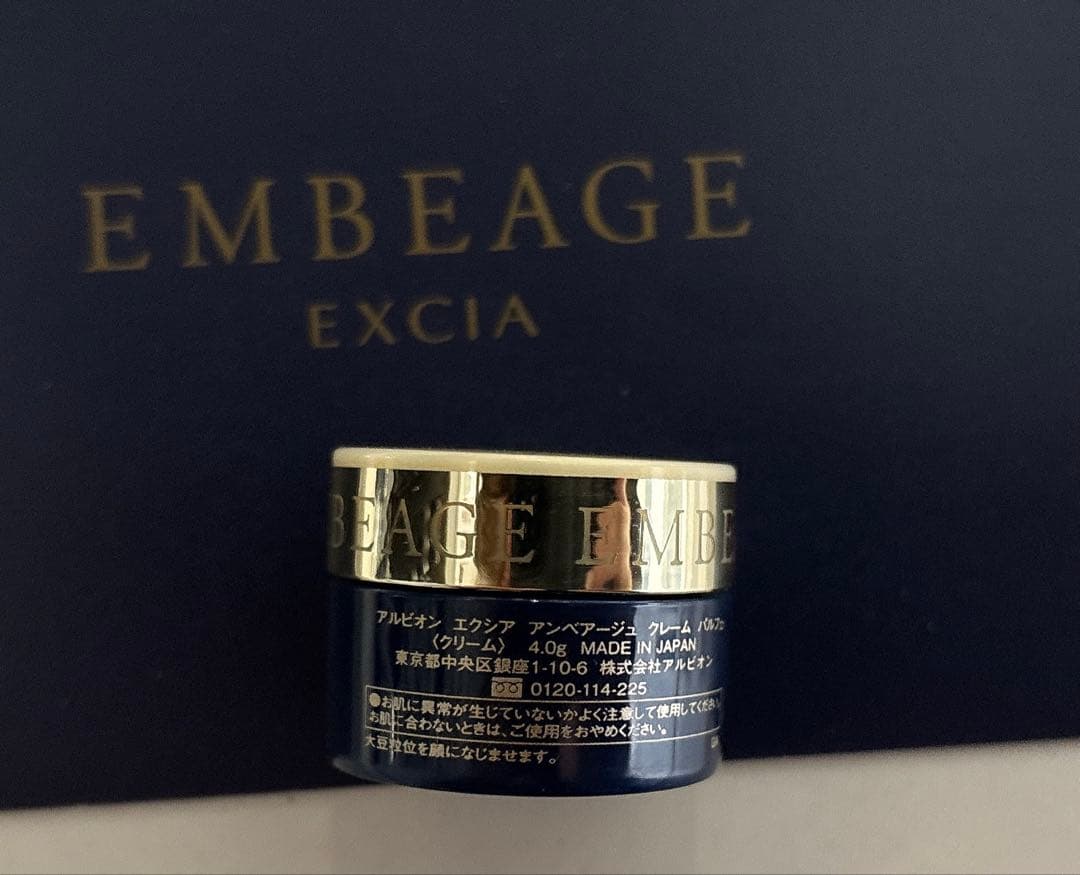 EMBEAGE
EXCIA
BEAGE EMBE
アルビオン エクシア アンベアージュ クレーム パルフェ
〈クリーム〉 4.0g MADE IN JAPAN
東京都中央区銀座1-10-6 株式会社アルビオン
0120-114-225
●お肌に異常が生じていないかよく注意して使用してください。
お肌に合わないときは、ご使用をおやめください。
大豆粒位を顔になじませます。